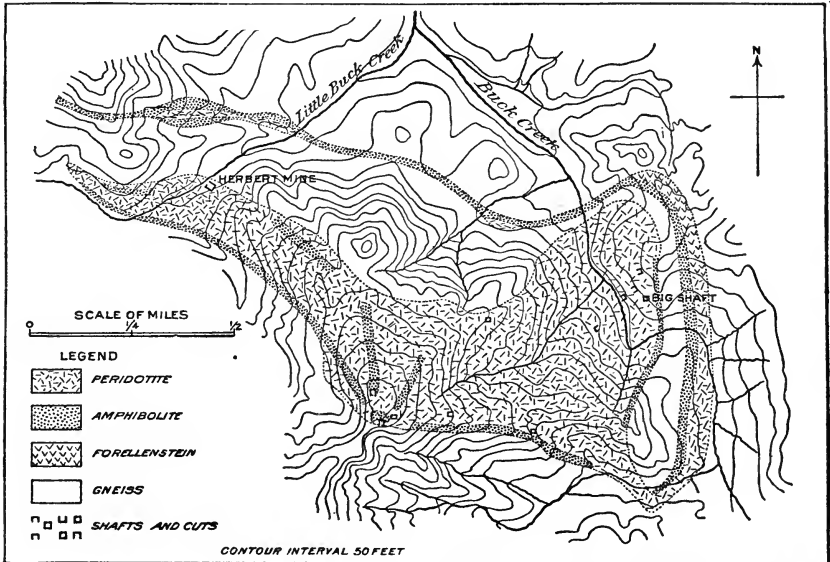 Little Buck Creek
Buck Creek
N
HERBERT MINE
BIG SHAFT
SCALE OF MILES
0 1/4 1/2
LEGEND
PERIDOTITE
AMPHIBOLITE
FORELLENSTEIN
GNEISS
SHAFTS AND CUTS
CONTOUR INTERVAL 50 FEET